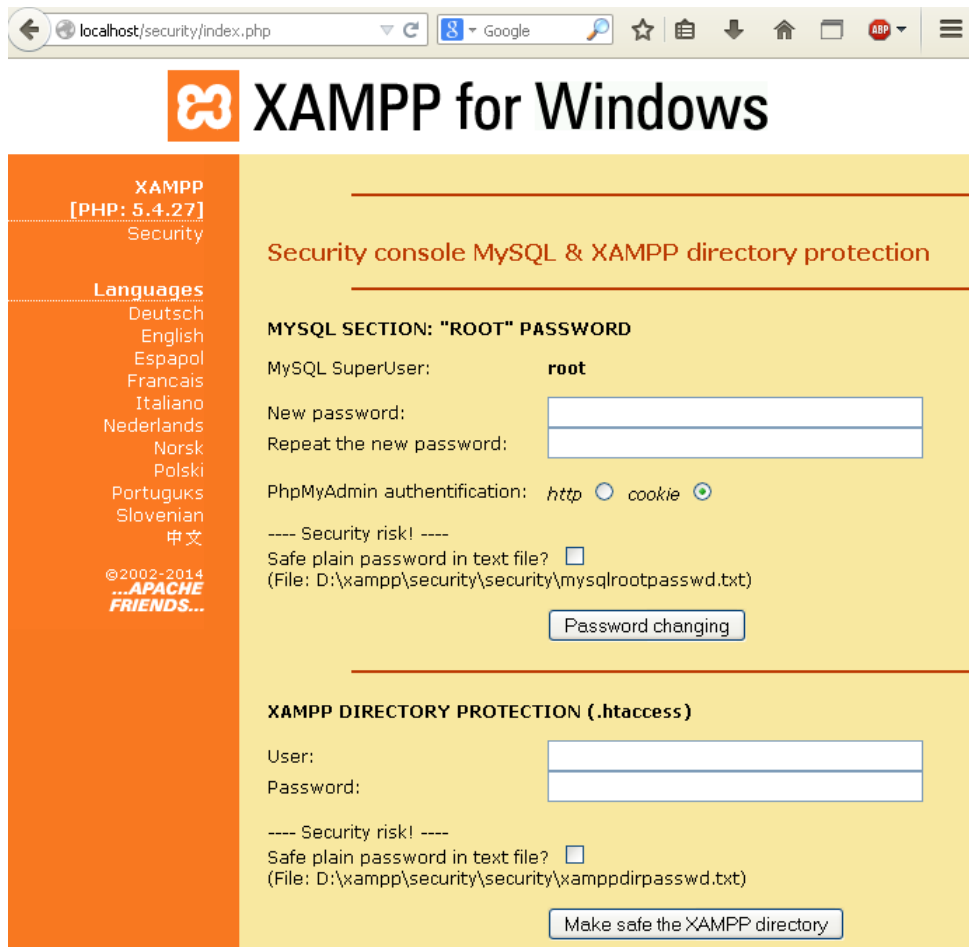 localhost/security/index.php
Google
ABP
XAMPP for Windows
XAMPP
[PHP: 5.4.27]
Security
Languages
Deutsch
English
Espapol
Francais
Italiano
Nederlands
Norsk
Polski
Portuguкs
Slovenian
中文
©2002-2014
...APACHE
FRIENDS...
Security console MySQL & XAMPP directory protection
MYSQL SECTION: "ROOT" PASSWORD
MySQL SuperUser: root
New password:
Repeat the new password:
PhpMyAdmin authentification: http cookie
---- Security risk! ----
Safe plain password in text file?
(File: D:\xampp\security\security\mysqlrootpasswd.txt)
Password changing
XAMPP DIRECTORY PROTECTION (.htaccess)
User:
Password:
---- Security risk! ----
Safe plain password in text file?
(File: D:\xampp\security\security\xamppdirpasswd.txt)
Make safe the XAMPP directory